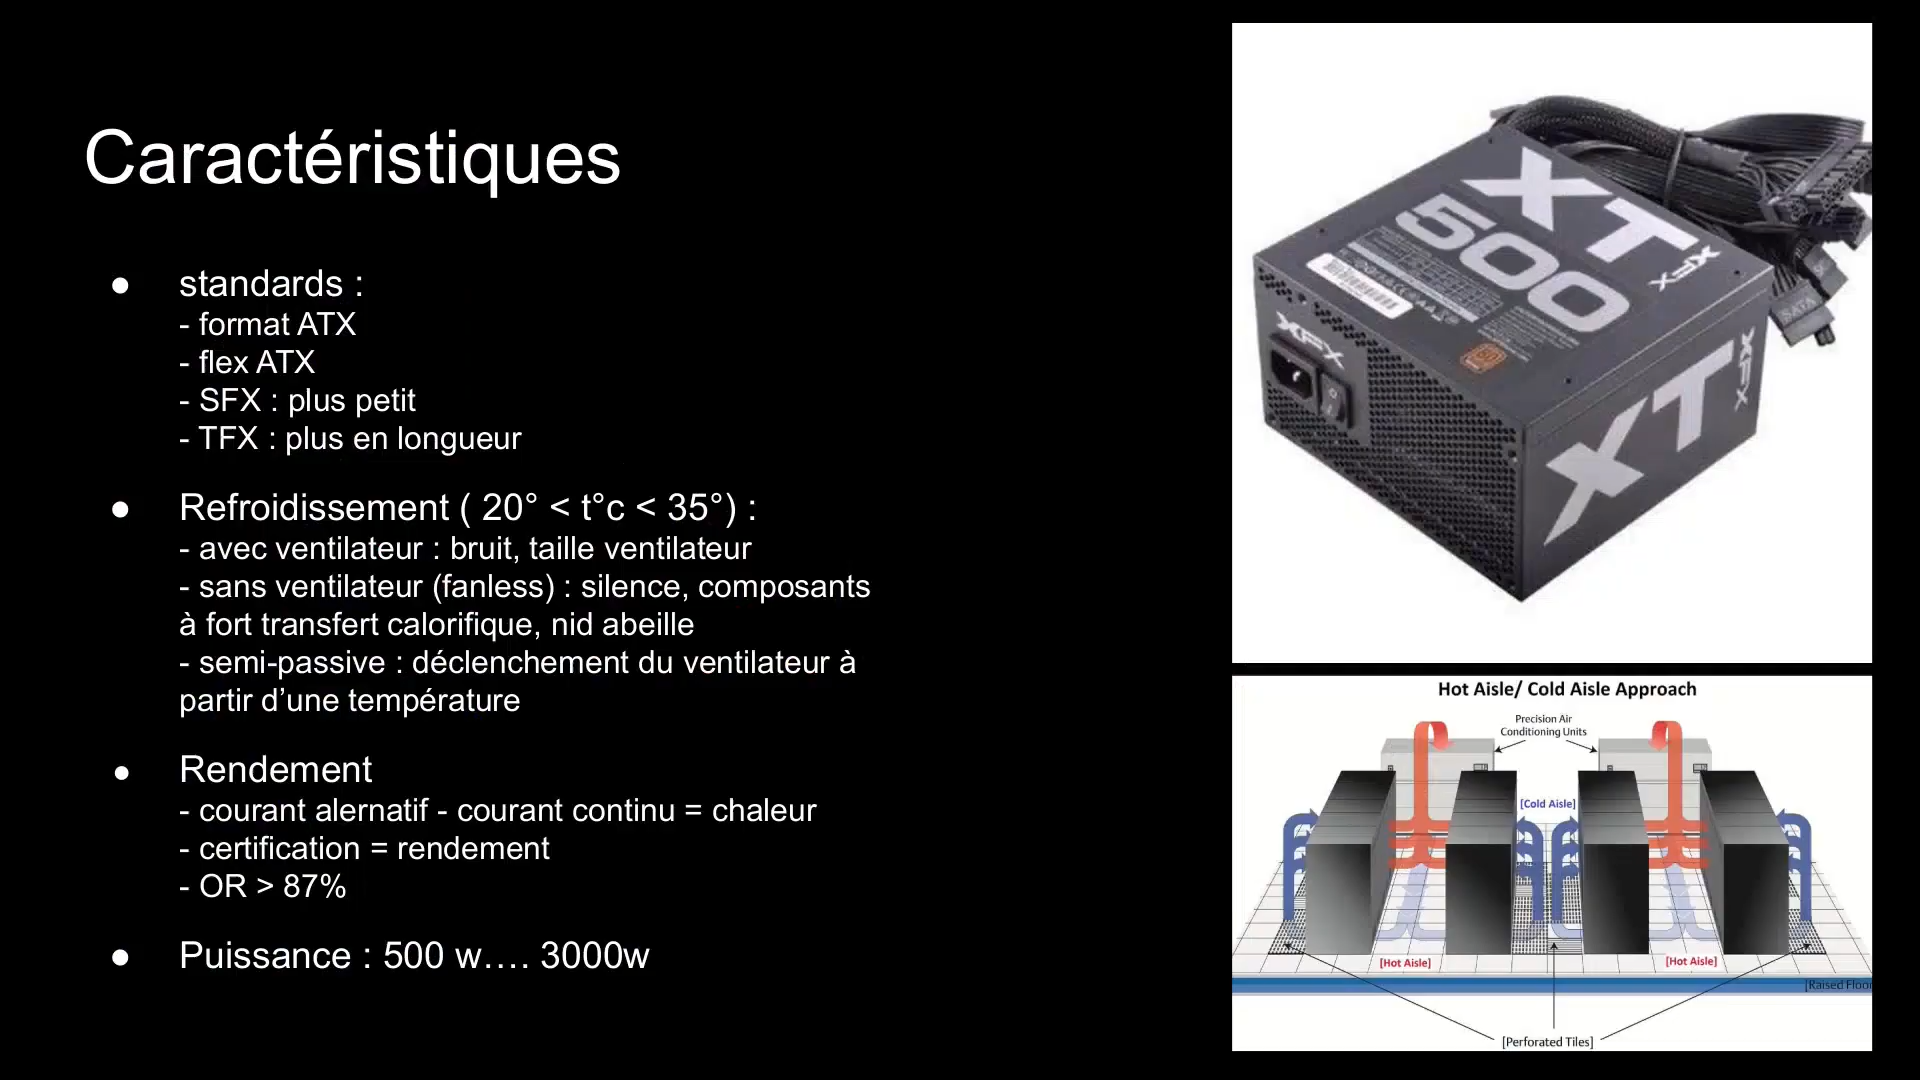 Caractéristiques
● standards :
- format ATX
- flex ATX
- SFX : plus petit
- TFX : plus en longueur
● Refroidissement ( 20° < t°c < 35°) :
- avec ventilateur : bruit, taille ventilateur
- sans ventilateur (fanless) : silence, composants
à fort transfert calorifique, nid abeille
- semi-passive : déclenchement du ventilateur à
partir d’une température
● Rendement
- courant alernatif - courant continu = chaleur
- certification = rendement
- OR > 87%
● Puissance : 500 w…. 3000w
XT
500
XFX
XFX
XT
XFX
SATA
Hot Aisle/ Cold Aisle Approach
Precision Air
Conditioning Units
[Cold Aisle]
[Hot Aisle]
[Hot Aisle]
[Raised Floor
[Perforated Tiles]